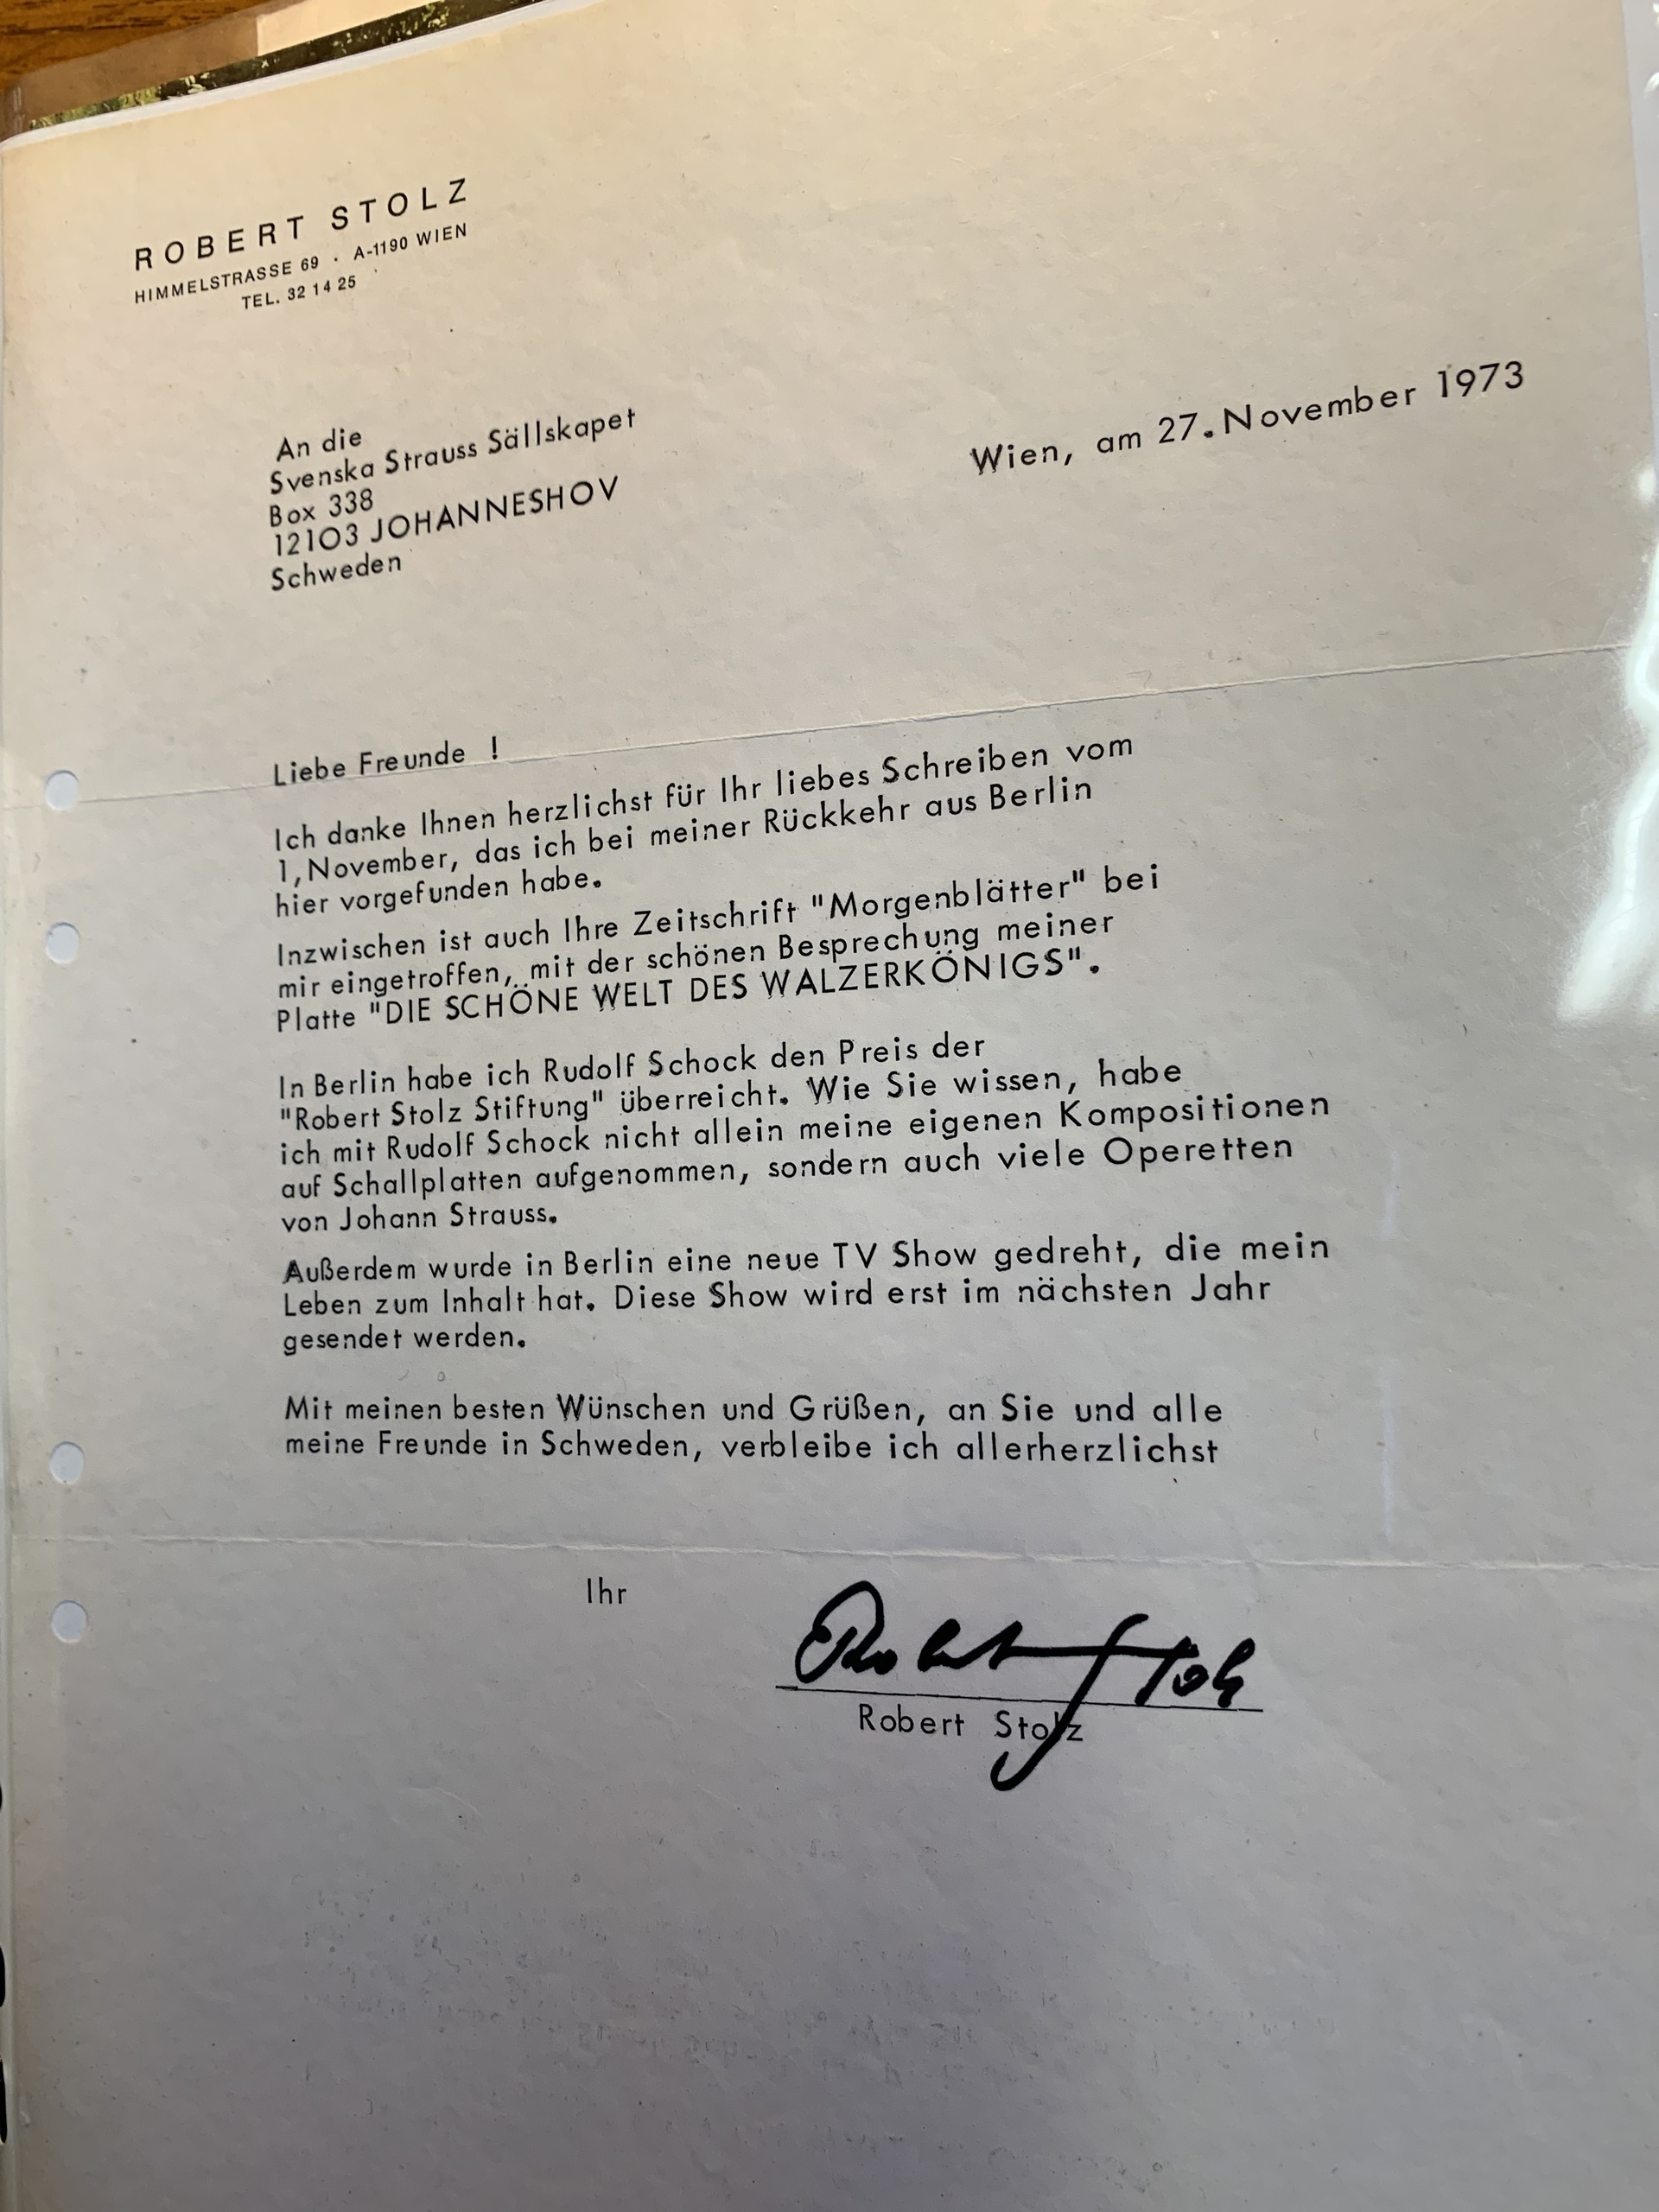 ROBERT STOLZ
HIMMELSTRASSE 69 · A-1190 WIEN
TEL. 32 14 25
An die
Svenska Strauss Sällskapet
Box 338
12103 JOHANNESHOV
Schweden
Wien, am 27.November 1973
Liebe Freunde !
Ich danke Ihnen herzlichst für Ihr liebes Schreiben vom
1,November, das ich bei meiner Rückkehr aus Berlin
hier vorgefunden habe.
Inzwischen ist auch Ihre Zeitschrift "Morgenblätter" bei
mir eingetroffen, mit der schönen Besprechung meiner
Platte "DIE SCHÖNE WELT DES WALZERKÖNIGS".
In Berlin habe ich Rudolf Schock den Preis der
"Robert Stolz Stiftung" überreicht. Wie Sie wissen, habe
ich mit Rudolf Schock nicht allein meine eigenen Kompositionen
auf Schallplatten aufgenommen, sondern auch viele Operetten
von Johann Strauss.
Außerdem wurde in Berlin eine neue TV Show gedreht, die mein
Leben zum Inhalt hat. Diese Show wird erst im nächsten Jahr
gesendet werden.
Mit meinen besten Wünschen und Grüßen, an Sie und alle
meine Freunde in Schweden, verbleibe ich allerherzlichst
Ihr
Robert Stolz
Robert Stolz